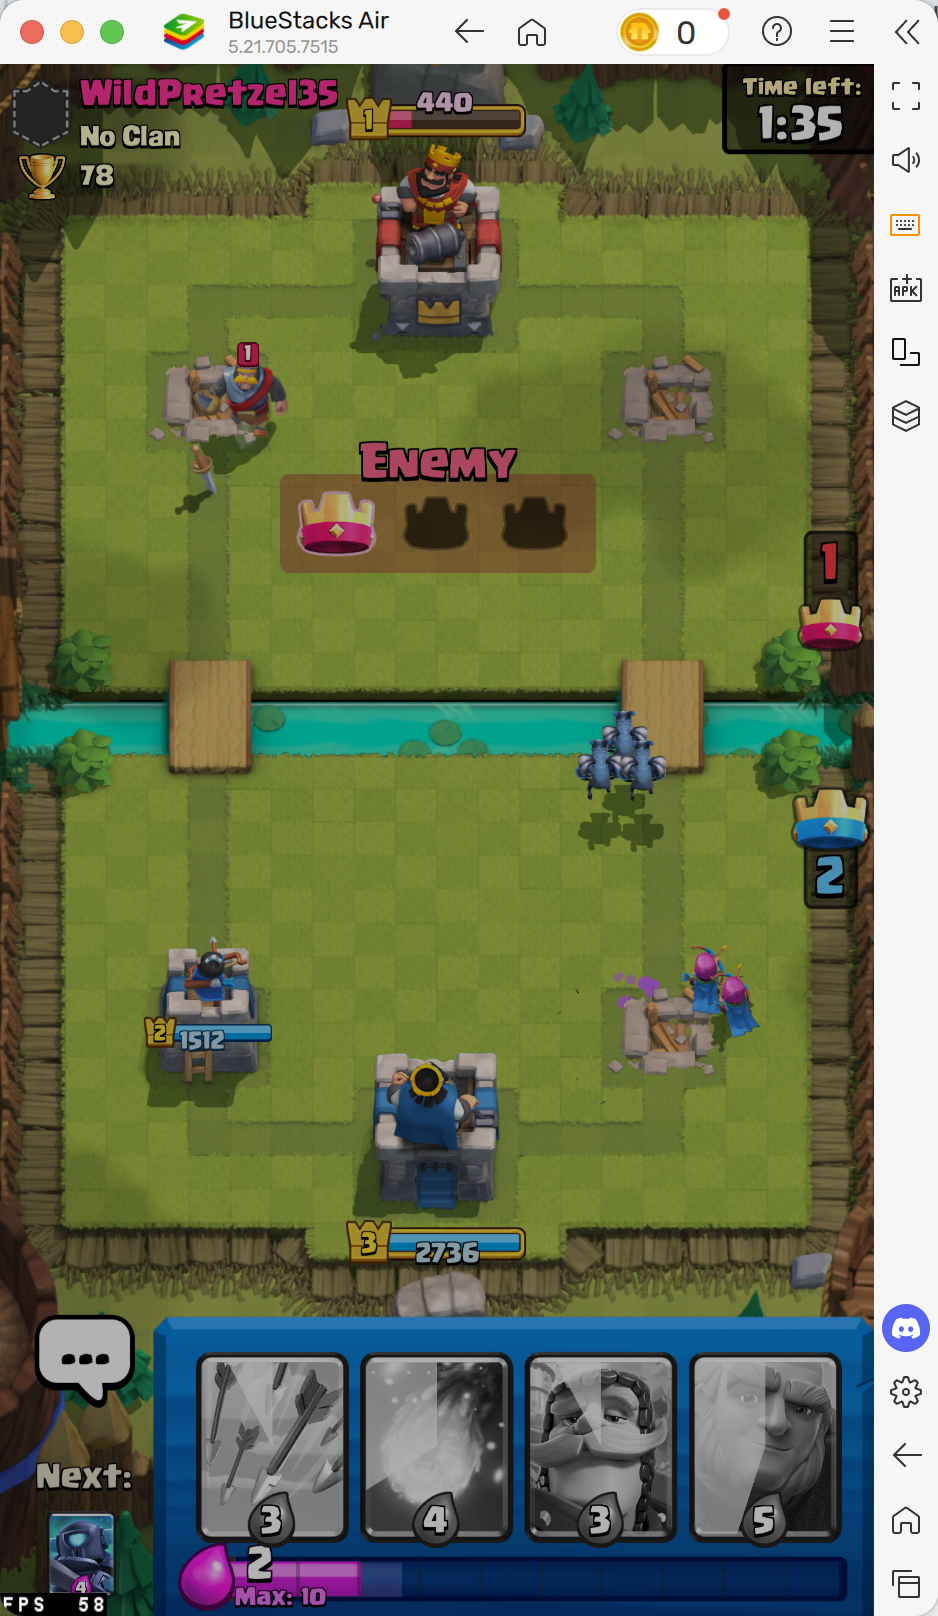 BlueStacks Air
5.21.705.7515
0
WildPretzel35
No Clan
78
1
440
Time left:
1:35
APK
1
Enemy
1
2
2
1512
3
2736
...
Next:
4
3
4
3
5
2
Max: 10
FPS 58